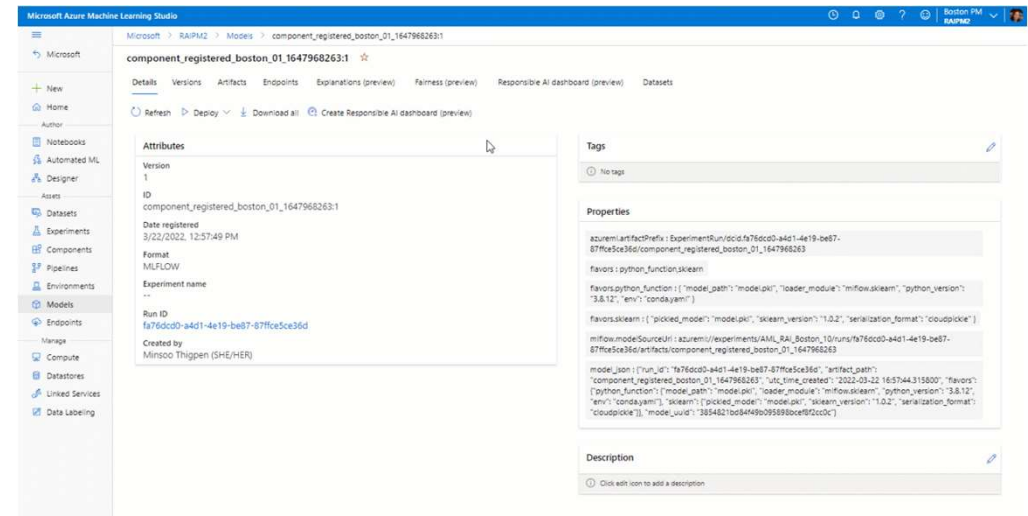 Microsoft Azure Machine Learning Studio
Boston PM
RAIPM2
Microsoft > RAIPM2 > Models > component_registered_boston_01_1647968263:1
Microsoft
New
Home
Author
Notebooks
Automated ML
Designer
Assets
Datasets
Experiments
Components
Pipelines
Environments
Models
Endpoints
Manage
Compute
Datastores
Linked Services
Data Labeling
component_registered_boston_01_1647968263:1
Details Versions Artifacts Endpoints Explanations (preview) Fairness (preview) Responsible AI dashboard (preview) Datasets
Refresh Deploy Download all Create Responsible AI dashboard (preview)
Attributes
Version
1
ID
component_registered_boston_01_1647968263:1
Date registered
3/22/2022, 12:57:49 PM
Format
MLFLOW
Experiment name
--
Run ID
fa76dcd0-a4d1-4e19-be87-87ffce5ce36d
Created by
Minsoo Thigpen (SHE/HER)
Tags
No tags
Properties
azureml.artifactPrefix : ExperimentRun/dcid.fa76dcd0-a4d1-4e19-be87-
87ffce5ce36d/component_registered_boston_01_1647968263
flavors : python_function,sklearn
flavors.python_function : { "model_path": "model.pkl", "loader_module": "mlflow.sklearn", "python_version":
"3.8.12", "env": "conda.yaml" }
flavors.sklearn : { "pickled_model": "model.pkl", "sklearn_version": "1.0.2", "serialization_format": "cloudpickle" }
mlflow.modelSourceUri : azureml://experiments/AML_RAI_Boston_10/runs/fa76dcd0-a4d1-4e19-be87-
87ffce5ce36d/artifacts/component_registered_boston_01_1647968263
model_json : {"run_id": "fa76dcd0-a4d1-4e19-be87-87ffce5ce36d", "artifact_path":
"component_registered_boston_01_1647968263", "utc_time_created": "2022-03-22 16:57:44.315800", "flavors":
{"python_function": {"model_path": "model.pkl", "loader_module": "mlflow.sklearn", "python_version": "3.8.12",
"env": "conda.yaml"}, "sklearn": {"pickled_model": "model.pkl", "sklearn_version": "1.0.2", "serialization_format":
"cloudpickle"}}, "model_uuid": "3854821bd84f49b095898bcef8f2cc0c"}
Description
Click edit icon to add a description